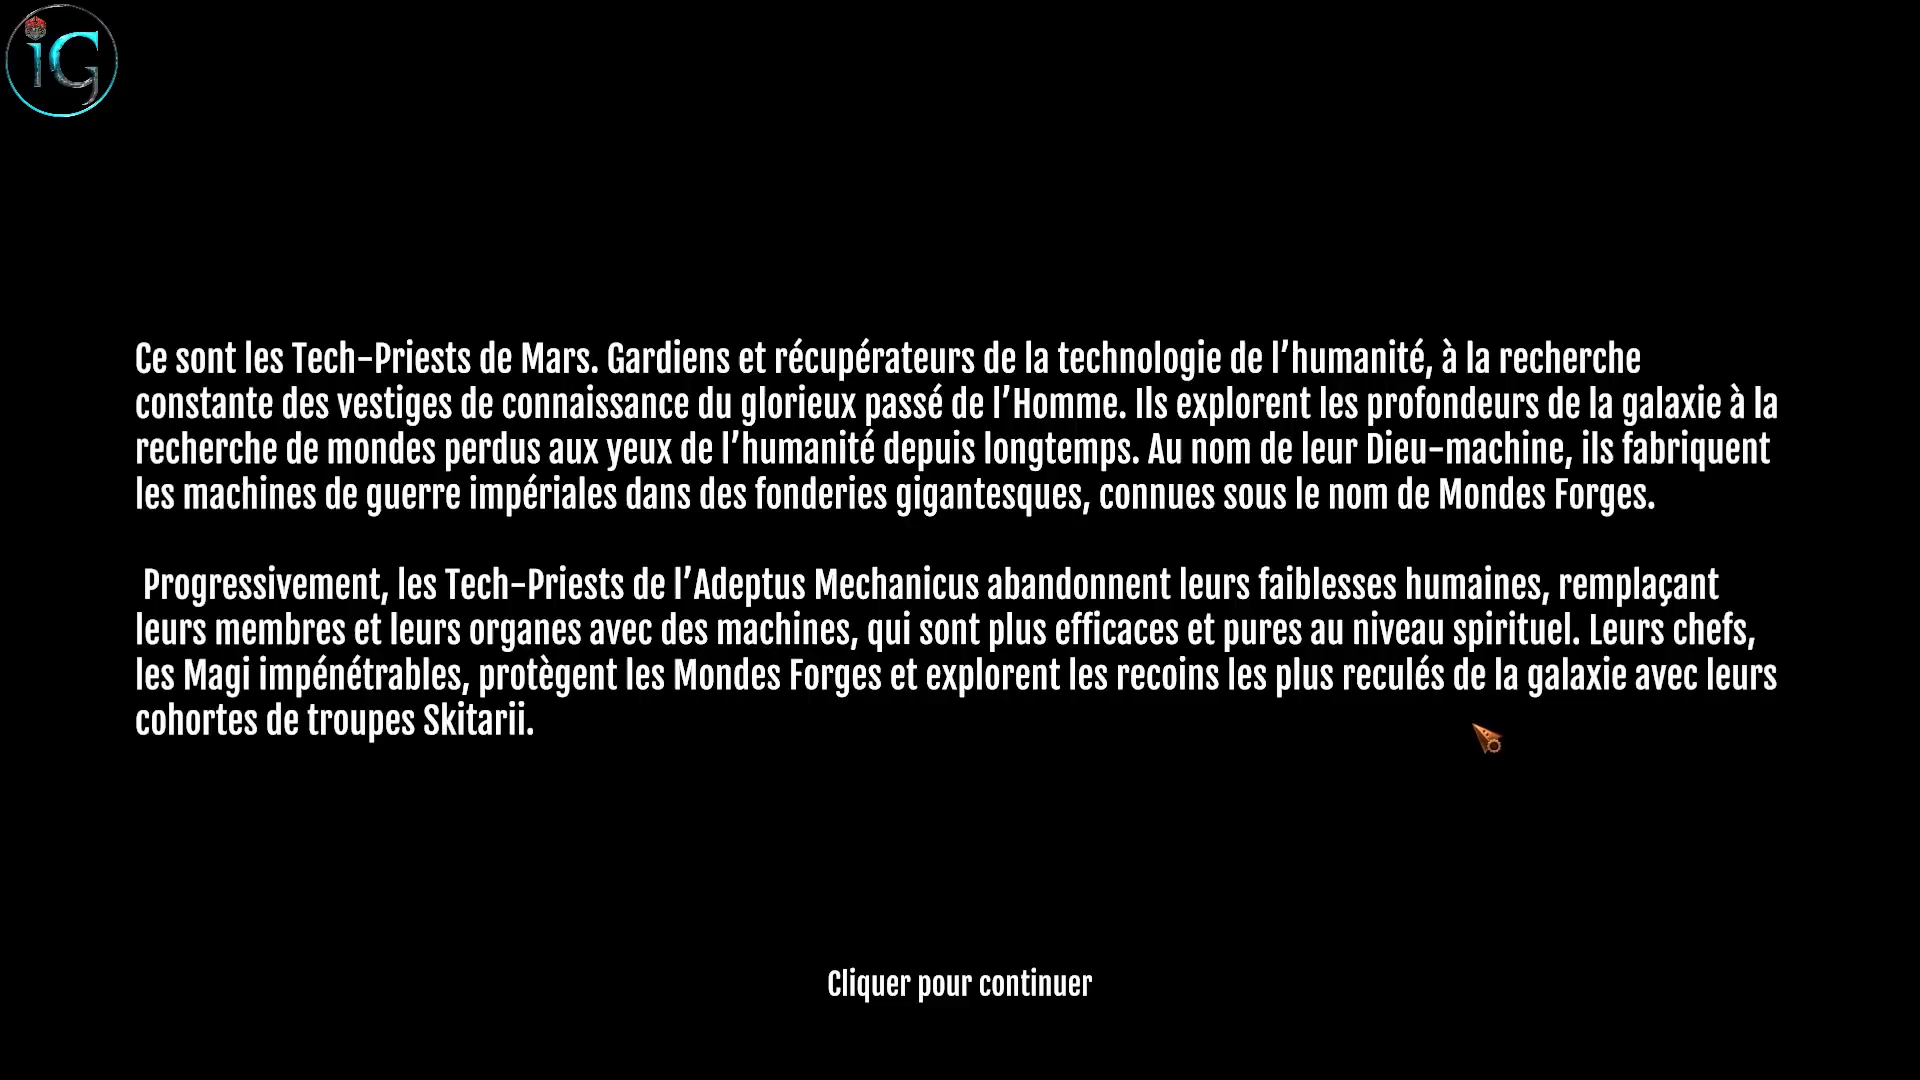 iG
Ce sont les Tech-Priests de Mars. Gardiens et récupérateurs de la technologie de l’humanité, à la recherche
constante des vestiges de connaissance du glorieux passé de l’Homme. Ils explorent les profondeurs de la galaxie à la
recherche de mondes perdus aux yeux de l’humanité depuis longtemps. Au nom de leur Dieu-machine, ils fabriquent
les machines de guerre impériales dans des fonderies gigantesques, connues sous le nom de Mondes Forges.
Progressivement, les Tech-Priests de l’Adeptus Mechanicus abandonnent leurs faiblesses humaines, remplaçant
leurs membres et leurs organes avec des machines, qui sont plus efficaces et pures au niveau spirituel. Leurs chefs,
les Magi impénétrables, protègent les Mondes Forges et explorent les recoins les plus reculés de la galaxie avec leurs
cohortes de troupes Skitarii.
Cliquer pour continuer